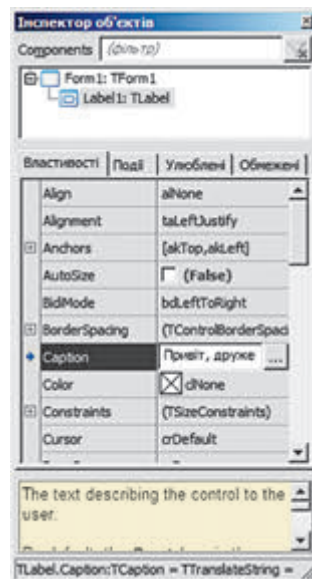 Інспектор об'єктів
Components (фільтр)
Form1: TForm1
Label1: TLabel
Властивості Події Улюблені Обмежені
Align alNone
Alignment taLeftJustify
Anchors [akTop,akLeft]
AutoSize (False)
BidiMode bdLeftToRight
BorderSpacing (TControlBorderSpaci
Caption Привіт, друже ...
Color clNone
Constraints (TSizeConstraints)
Cursor crDefault
The text describing the control to the
user.
TLabel.Caption:TCaption = TTranslateString =